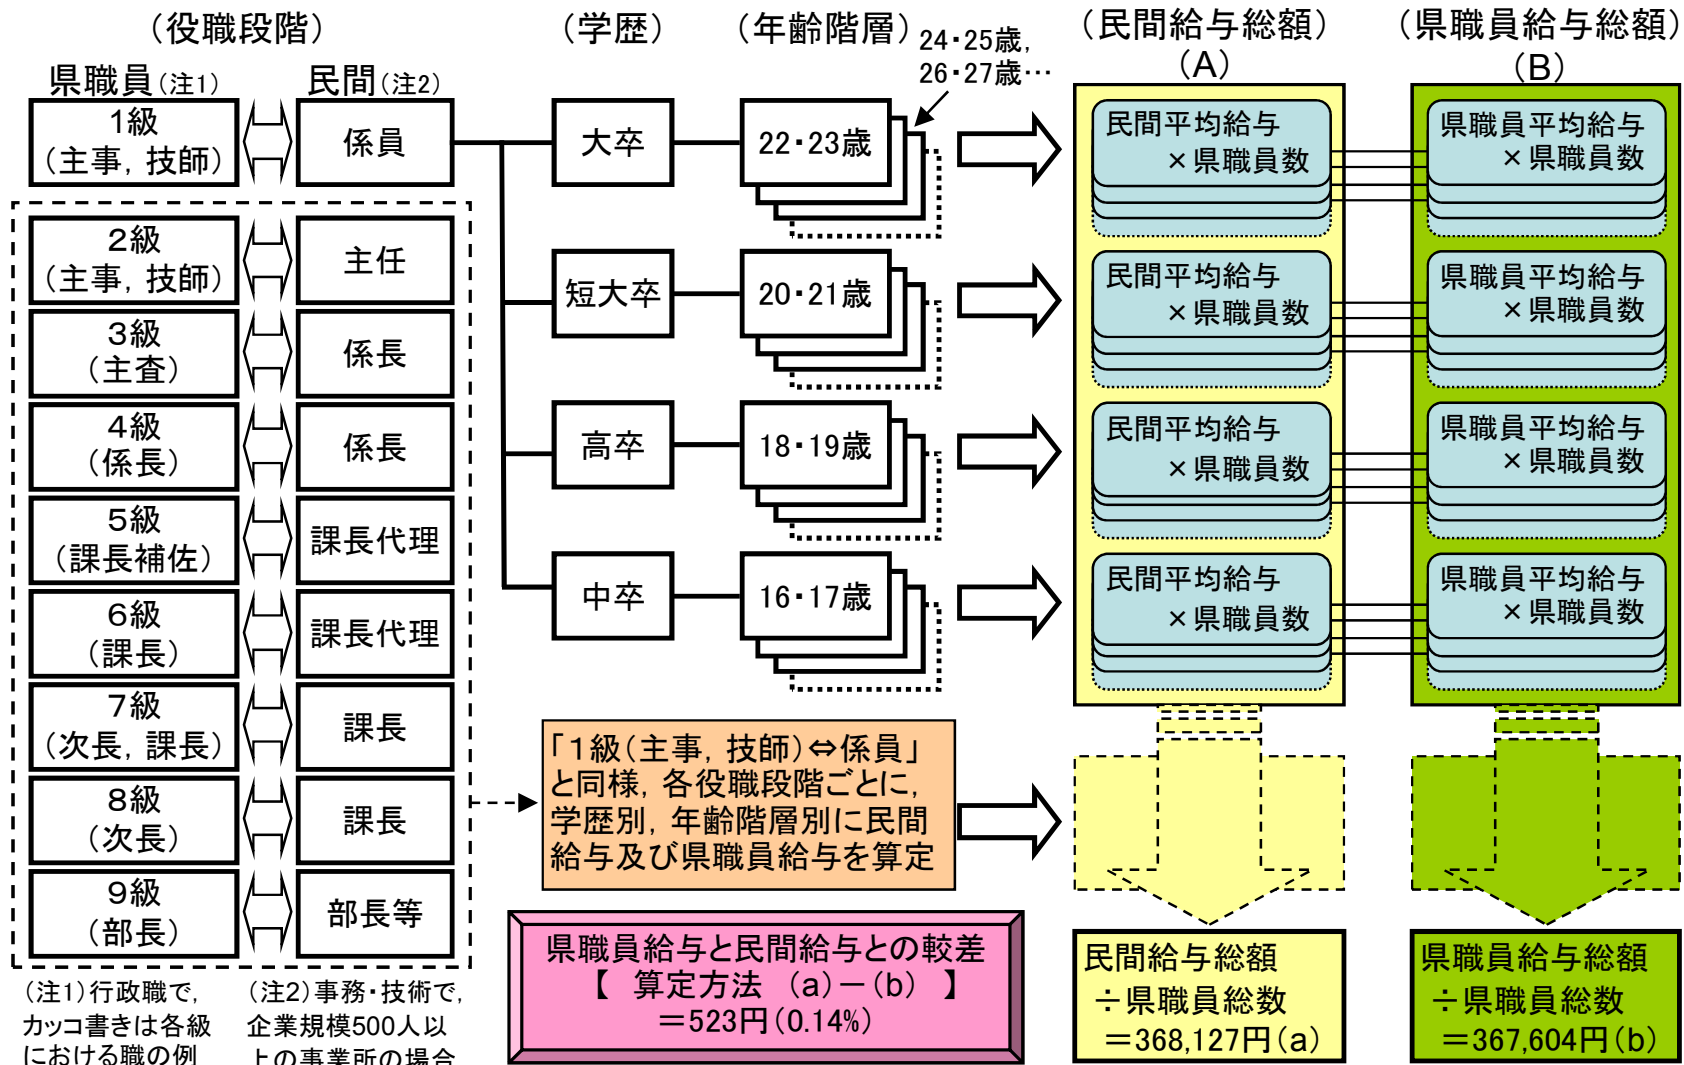 （役職段階）
（学歴）
（年齢階層）
（民間給与総額）
（A）
（県職員給与総額）
（B）
24・25歳，
26・27歳…
県職員（注1）
民間（注2）
1級
（主事，技師）
係員
2級
（主事，技師）
主任
3級
（主査）
係長
4級
（係長）
係長
5級
（課長補佐）
課長代理
6級
（課長）
課長代理
7級
（次長，課長）
課長
8級
（次長）
課長
9級
（部長）
部長等
大卒
22・23歳
短大卒
20・21歳
高卒
18・19歳
中卒
16・17歳
民間平均給与
×県職員数
県職員平均給与
×県職員数
民間平均給与
×県職員数
県職員平均給与
×県職員数
民間平均給与
×県職員数
県職員平均給与
×県職員数
民間平均給与
×県職員数
県職員平均給与
×県職員数
「1級（主事，技師）⇔係員」
と同様，各役職段階ごとに，
学歴別，年齢階層別に民間
給与及び県職員給与を算定
県職員給与と民間給与との較差
【　算定方法　（a）－（b）　】
＝523円（0.14％）
民間給与総額
÷県職員総数
＝368,127円（a）
県職員給与総額
÷県職員総数
＝367,604円（b）
（注1）行政職で，
カッコ書きは各級
における職の例
（注2）事務・技術で，
企業規模500人以
上の事業所の場合